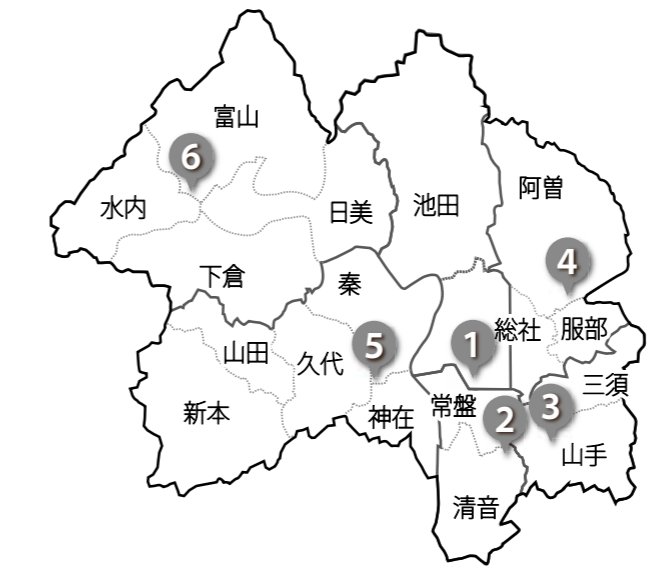 富山
6
水内
日美
池田
阿曽
下倉
秦
4
山田
久代
5
1
総社
服部
新本
神在
常盤
2
3
三須
山手
清音